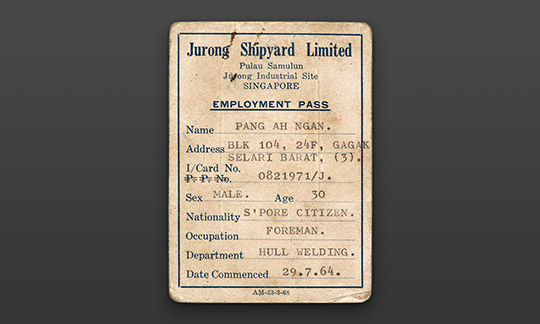 Jurong Shipyard Limited
Pulau Samulun
Jurong Industrial Site
SINGAPORE
EMPLOYMENT PASS
Name PANG AH NGAN.
Address BLK 104, 24F, GAGAK
SELARI BARAT, (3).
I/Card No.
P. P. No. 0821971/J.
Sex MALE. Age 30
Nationality S'PORE CITIZEN.
Occupation FOREMAN.
Department HULL WELDING.
Date Commenced 29.7.64.
AM-23-3-68